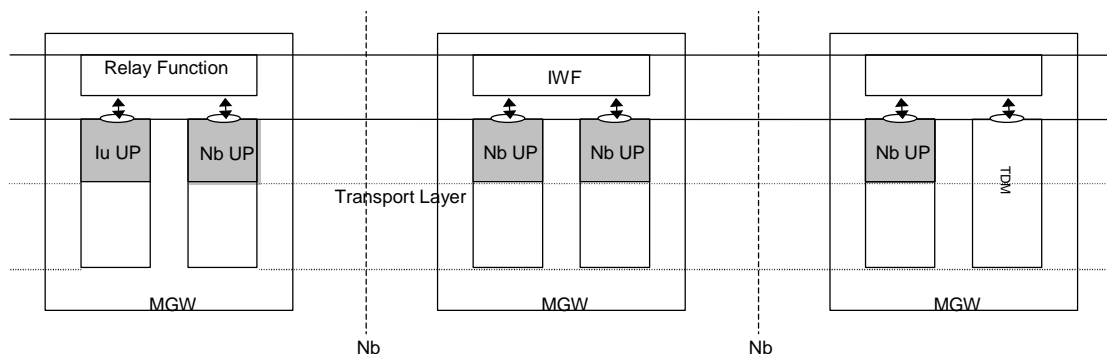 Relay Function
IWF
Iu UP
Nb UP
Nb UP
Nb UP
Nb UP
TDM
Transport Layer
MGW
MGW
MGW
Nb
Nb